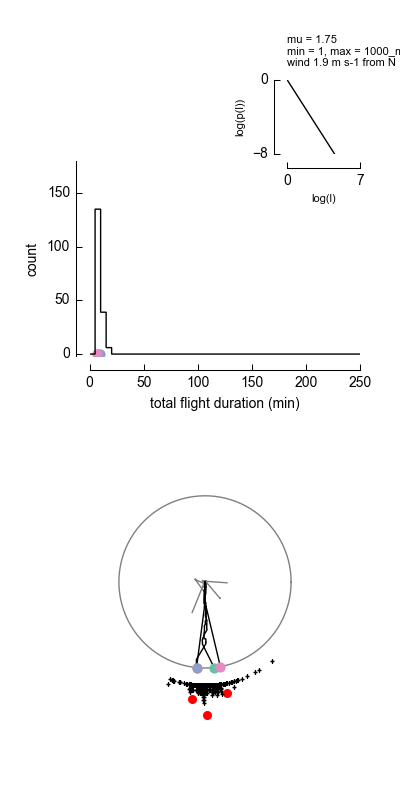 mu = 1.75
min = 1, max = 1000_m
wind 1.9 m s-1 from N
0
log(p(l))
−8
0
7
log(l)
150
100
50
0
count
0
50
100
150
200
250
total flight duration (min)